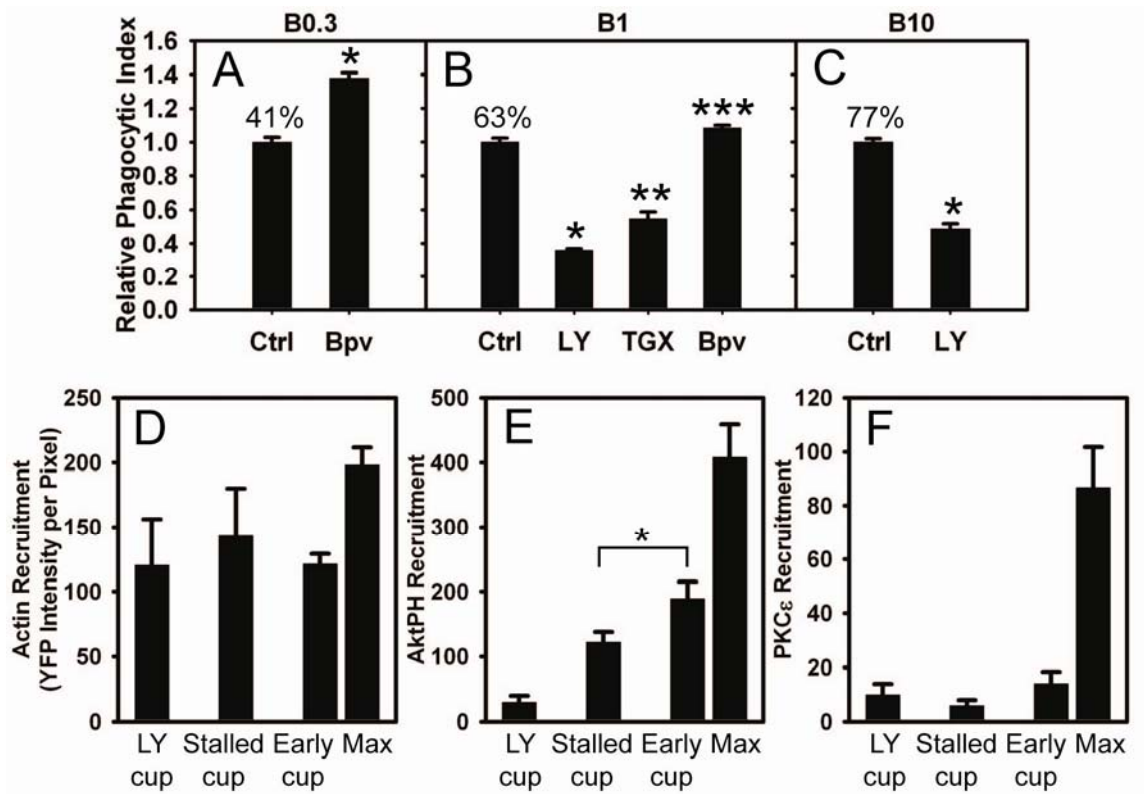 B0.3 B1 B10
Relative Phagocytic Index
1.6
1.4
1.2
1.0
0.8
0.6
0.4
0.2
0.0
A
41%
*
Ctrl Bpv
B
63%
*
**
***
Ctrl LY TGX Bpv
C
77%
*
Ctrl LY
Actin Recruitment
(YFP Intensity per Pixel)
250
200
150
100
50
0
D
LY Stalled Early Max
cup cup cup
AktPH Recruitment
500
400
300
200
100
0
E
*
LY Stalled Early Max
cup cup cup
PKCε Recruitment
120
100
80
60
40
20
0
F
LY Stalled Early Max
cup cup cup